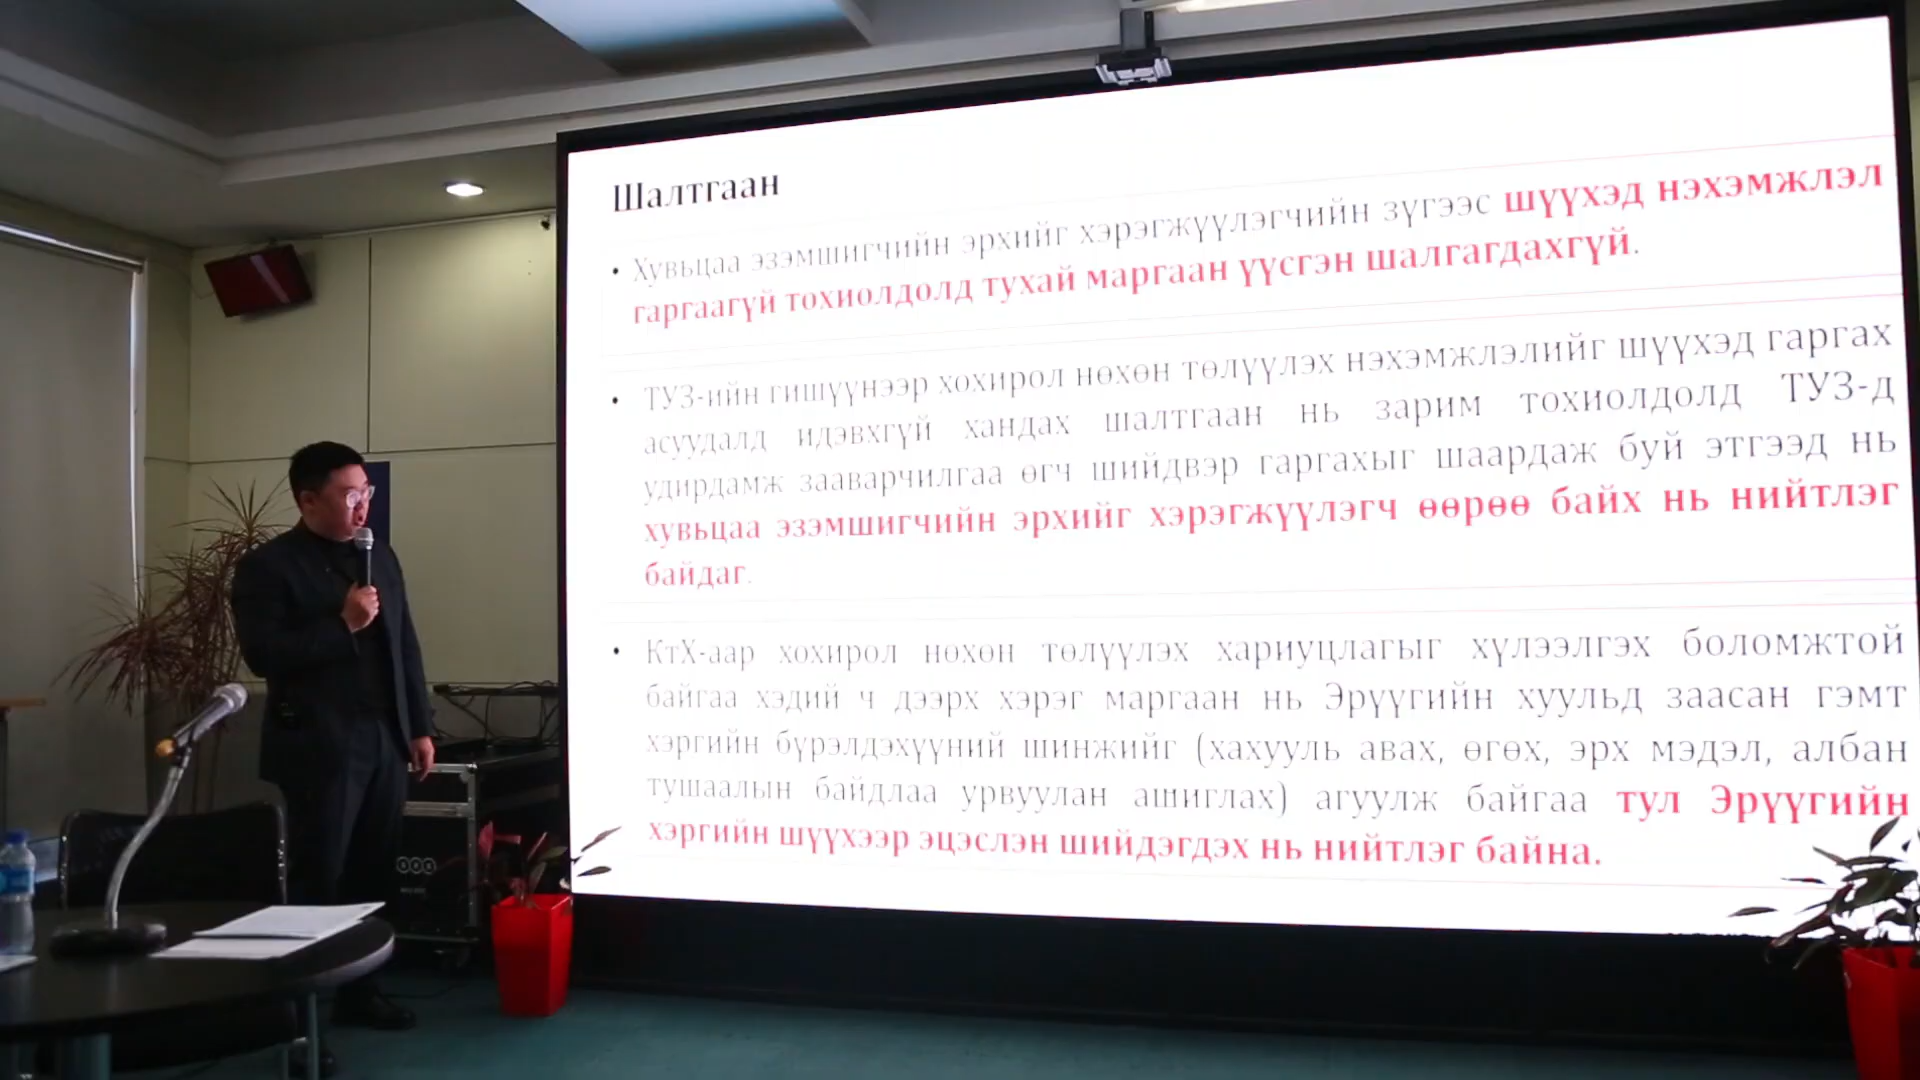 Шалтгаан
• Хувьцаа эзэмшигчийн эрхийг хэрэгжүүлэгчийн зүгээс шүүхэд нэхэмжлэл
гаргаагүй тохиолдолд тухай маргаан үүсгэн шалгагдахгүй.
• ТУЗ-ийн гишүүнээр хохирол нөхөн төлүүлэх нэхэмжлэлийг шүүхэд гаргах
асуудалд идэвхгүй хандах шалтгаан нь зарим тохиолдолд ТУЗ-д
удирдамж зааварчилгаа өгч шийдвэр гаргахыг шаардаж буй этгээд нь
хувьцаа эзэмшигчийн эрхийг хэрэгжүүлэгч өөрөө байх нь нийтлэг
байдаг.
• КтХ-аар хохирол нөхөн төлүүлэх хариуцлагыг хүлээлгэх боломжтой
байгаа хэдий ч дээрх хэрэг маргаан нь Эрүүгийн хуульд заасан гэмт
хэргийн бүрэлдэхүүний шинжийг (хахууль авах, өгөх, эрх мэдэл, албан
тушаалын байдлаа урвуулан ашиглах) агуулж байгаа тул Эрүүгийн
хэргийн шүүхээр эцэслэн шийдэгдэх нь нийтлэг байна.